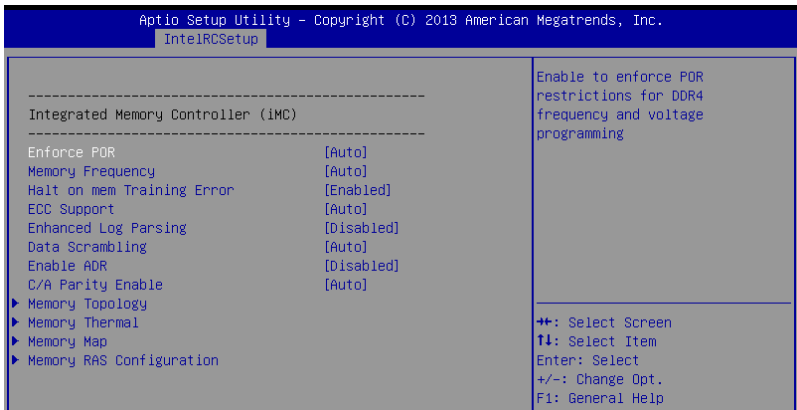 Aptio Setup Utility – Copyright (C) 2013 American Megatrends, Inc.
IntelRCSetup
------------------------------------------------
Integrated Memory Controller (iMC)
------------------------------------------------
Enforce POR [Auto]
Memory Frequency [Auto]
Halt on mem Training Error [Enabled]
ECC Support [Auto]
Enhanced Log Parsing [Disabled]
Data Scrambling [Auto]
Enable ADR [Disabled]
C/A Parity Enable [Auto]
Memory Topology
Memory Thermal
Memory Map
Memory RAS Configuration
Enable to enforce POR
restrictions for DDR4
frequency and voltage
programming
→←: Select Screen
↑↓: Select Item
Enter: Select
+/-: Change Opt.
F1: General Help